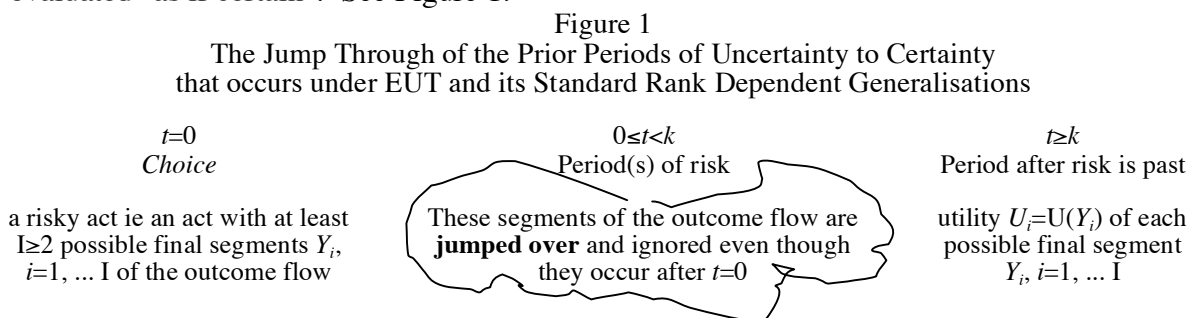 evaluated "as if certain". See Figure 1.
Figure 1
The Jump Through of the Prior Periods of Uncertainty to Certainty
that occurs under EUT and its Standard Rank Dependent Generalisations
t=0
Choice
a risky act ie an act with at least
I≥2 possible final segments Yi,
i=1, ... I of the outcome flow
0≤t<k
Period(s) of risk
These segments of the outcome flow are
jumped over and ignored even though
they occur after t=0
t≥k
Period after risk is past
utility Ui=U(Yi) of each
possible final segment
Yi, i=1, ... I